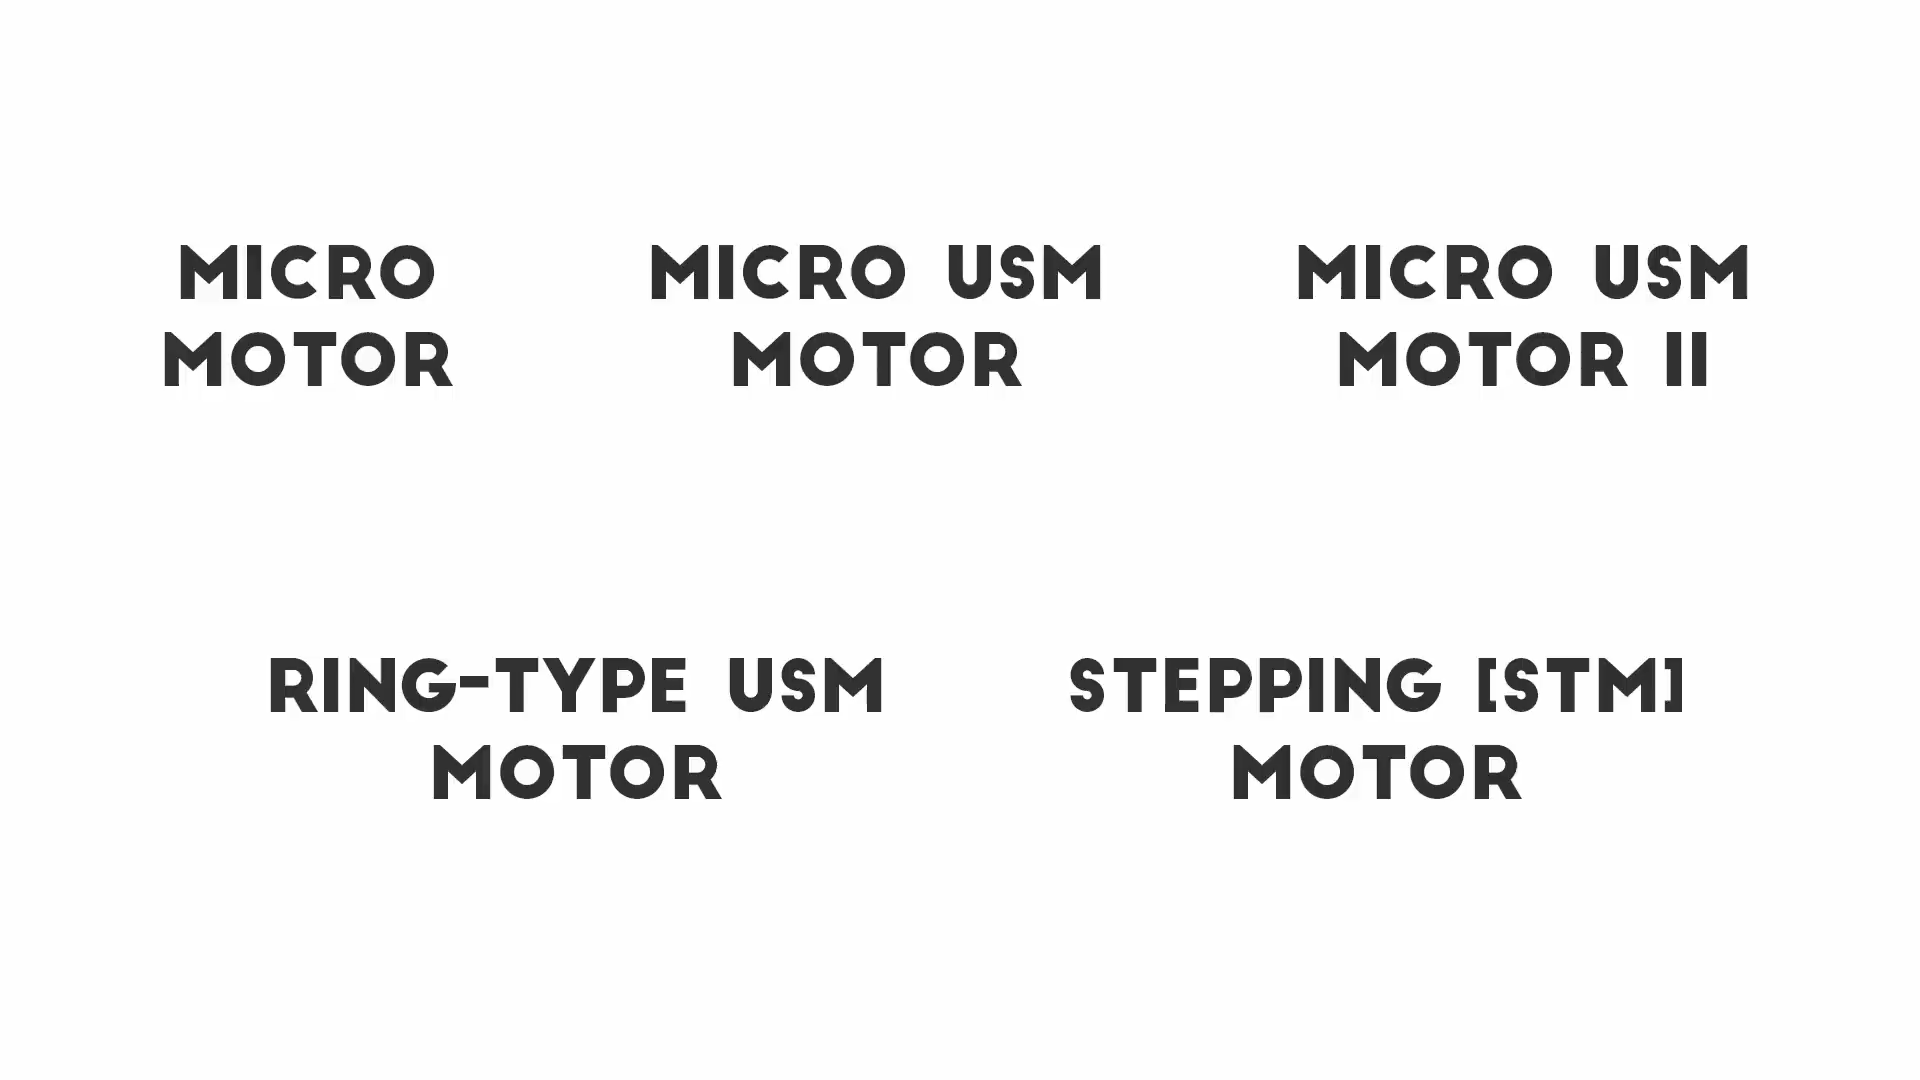 MICRO
MOTOR
MICRO USM
MOTOR
MICRO USM
MOTOR II
RING-TYPE USM
MOTOR
STEPPING [STM]
MOTOR